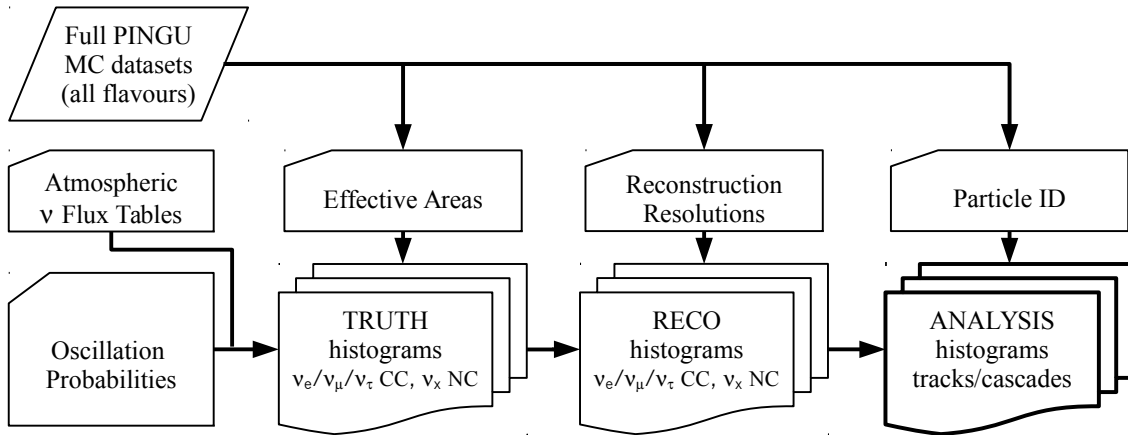 Full PINGU
MC datasets
(all flavours)
Atmospheric
ν Flux Tables
Effective Areas
Reconstruction
Resolutions
Particle ID
Oscillation
Probabilities
TRUTH
histograms
νe/νμ/ντ CC, νx NC
RECO
histograms
νe/νμ/ντ CC, νx NC
ANALYSIS
histograms
tracks/cascades